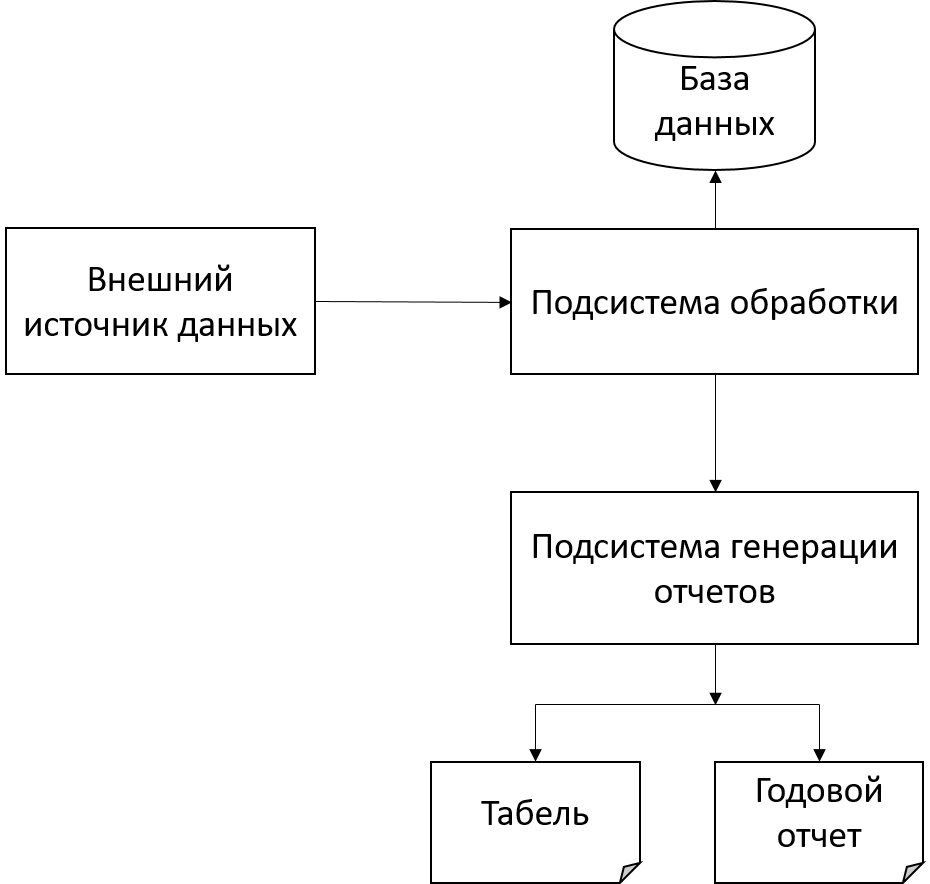 База
данных
Внешний
источник данных
Подсистема обработки
Подсистема генерации
отчетов
Табель
Годовой
отчет